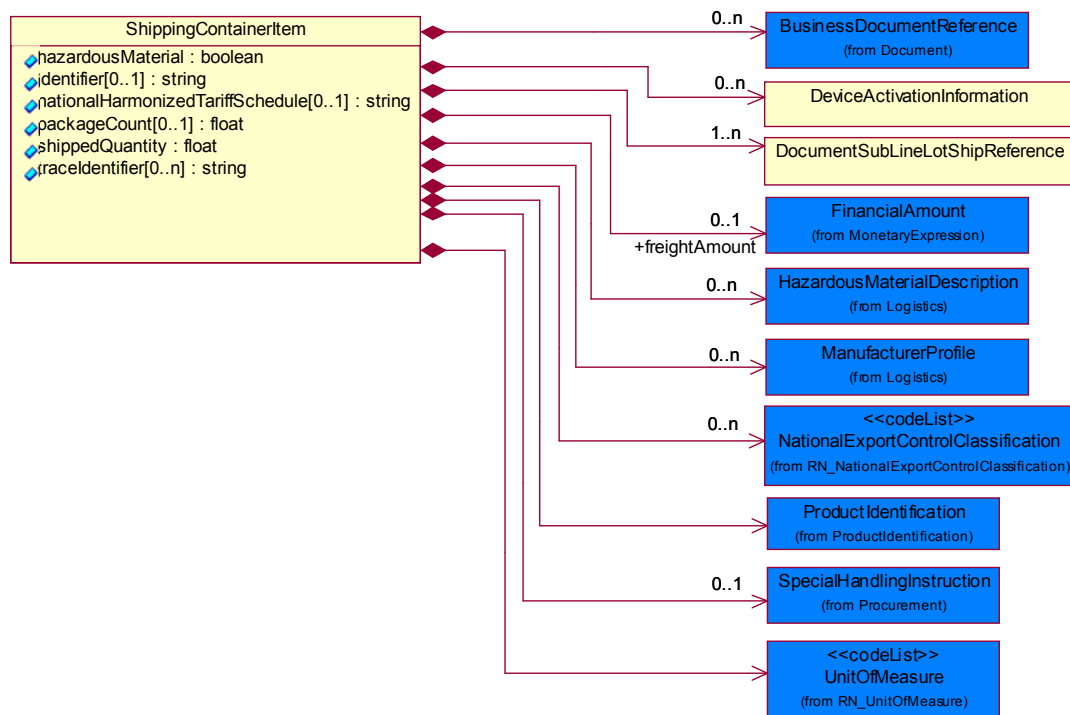 ShippingContainerItem
hazardousMaterial : boolean
identifier[0..1] : string
nationalHarmonizedTariffSchedule[0..1] : string
packageCount[0..1] : float
shippedQuantity : float
traceIdentifier[0..n] : string
0..n
BusinessDocumentReference
(from Document)
0..n
DeviceActivationInformation
1..n
DocumentSubLineLotShipReference
0..1
+freightAmount
FinancialAmount
(from MonetaryExpression)
0..n
HazardousMaterialDescription
(from Logistics)
0..n
ManufacturerProfile
(from Logistics)
0..n
<<codeList>>
NationalExportControlClassification
(from RN_NationalExportControlClassification)
ProductIdentification
(from ProductIdentification)
0..1
SpecialHandlingInstruction
(from Procurement)
<<codeList>>
UnitOfMeasure
(from RN_UnitOfMeasure)